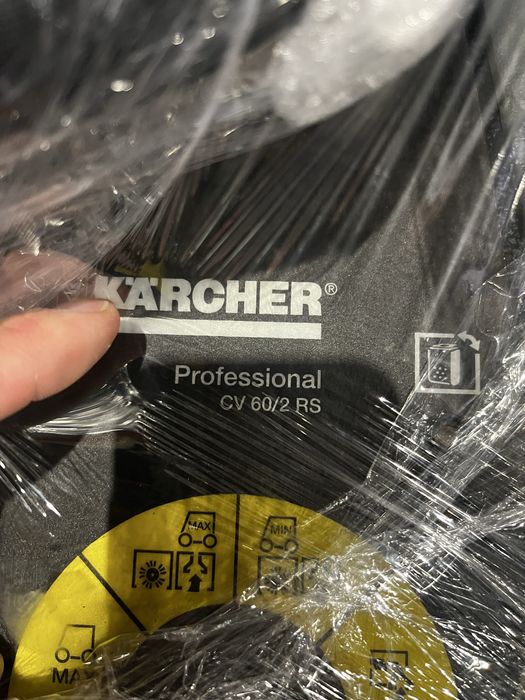 KÄRCHER®
Professional
CV 60/2 RS
MAX
MIN
MAX